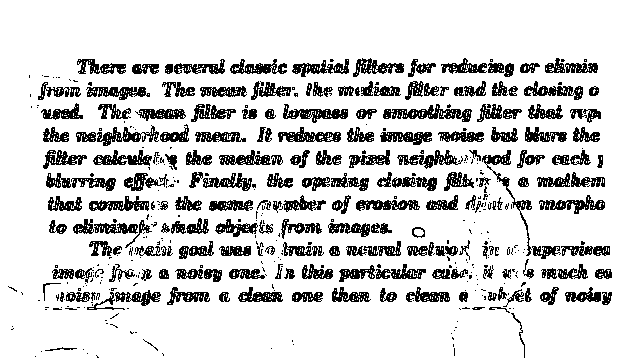 There are several classic spatial filters for reducing or elimin
from images. The mean filter, the median filter and the closing o
used. The mean filter is a lowpass or smoothing filter that rep
the neighborhood mean. It reduces the image noise but blurs the
filter calculates the median of the pixel neighborhood for each p
blurring effect. Finally, the opening closing filter is a mathem
that combines the same number of erosion and dilation morpho
to eliminate small objects from images.
The main goal was to train a neural network in a supervised
image from a noisy one. In this particular case, it was much ea
noisy image from a clean one than to clean a subset of noisy